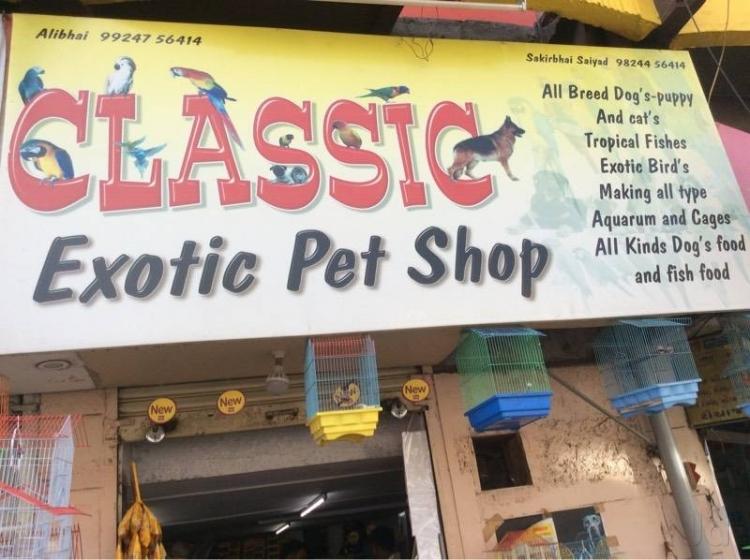 Alibhai 99247 56414
Sakirbhai Saiyad 98244 56414
CLASSIC
Exotic Pet Shop
All Breed Dog's-puppy
And cat's
Tropical Fishes
Exotic Bird's
Making all type
Aquarum and Cages
All Kinds Dog's food
and fish food
New
New
New